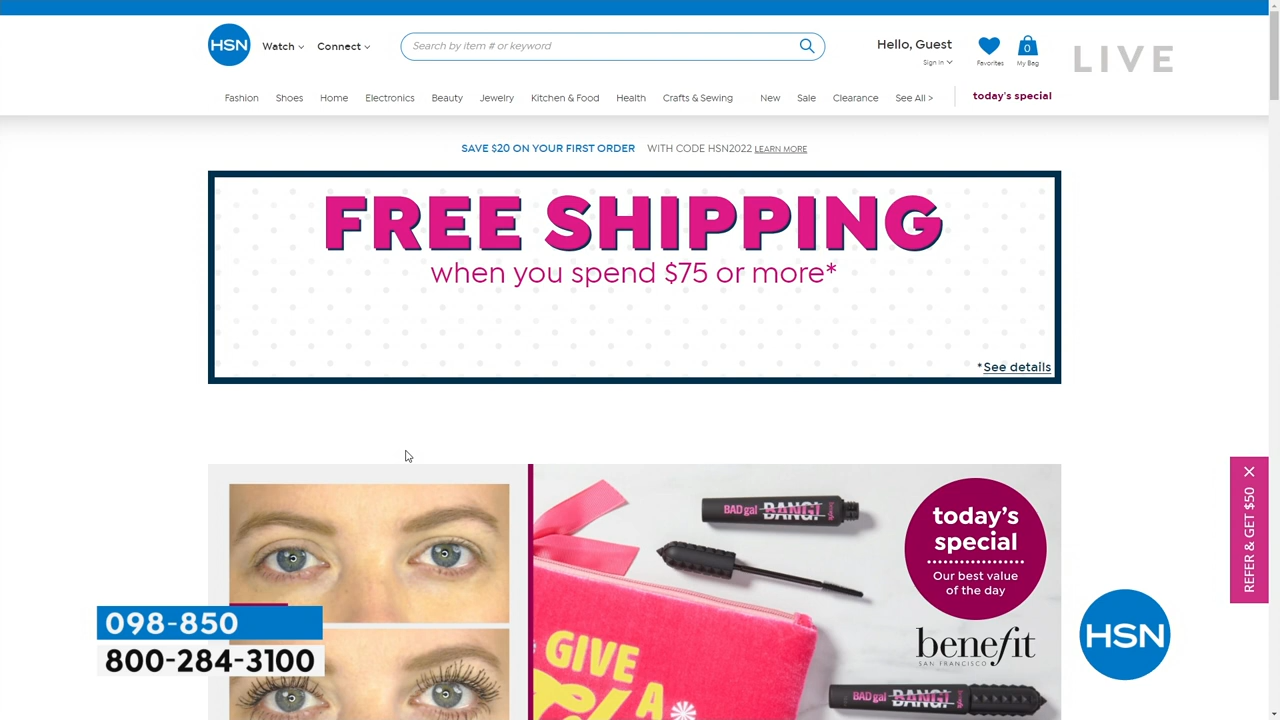 HSN
Watch
Connect
Search by item # or keyword
Hello, Guest
Sign In
Favorites
0
My Bag
LIVE
Fashion Shoes Home Electronics Beauty Jewelry Kitchen & Food Health Crafts & Sewing New Sale Clearance See All > today's special
SAVE $20 ON YOUR FIRST ORDER WITH CODE HSN2022 LEARN MORE
FREE SHIPPING
when you spend $75 or more*
*See details
REFER & GET $50
BADgal BANG! benefit
today's
special
Our best value
of the day
benefit
SAN FRANCISCO
GIVE
A
BADgal BANG!
098-850
800-284-3100
HSN